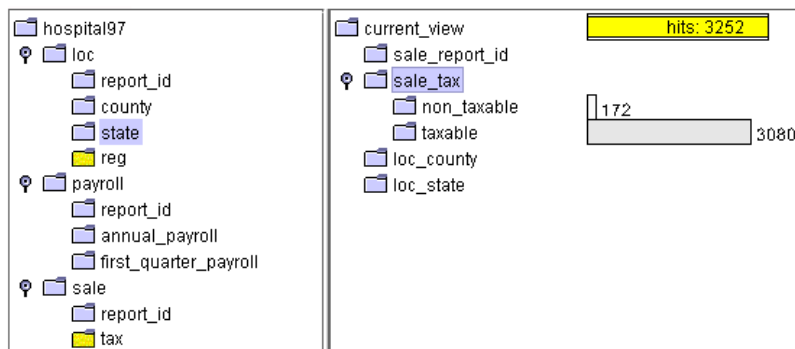 hospital97
loc
report_id
county
state
reg
payroll
report_id
annual_payroll
first_quarter_payroll
sale
report_id
tax
current_view
hits: 3252
sale_report_id
sale_tax
non_taxable
172
taxable
3080
loc_county
loc_state